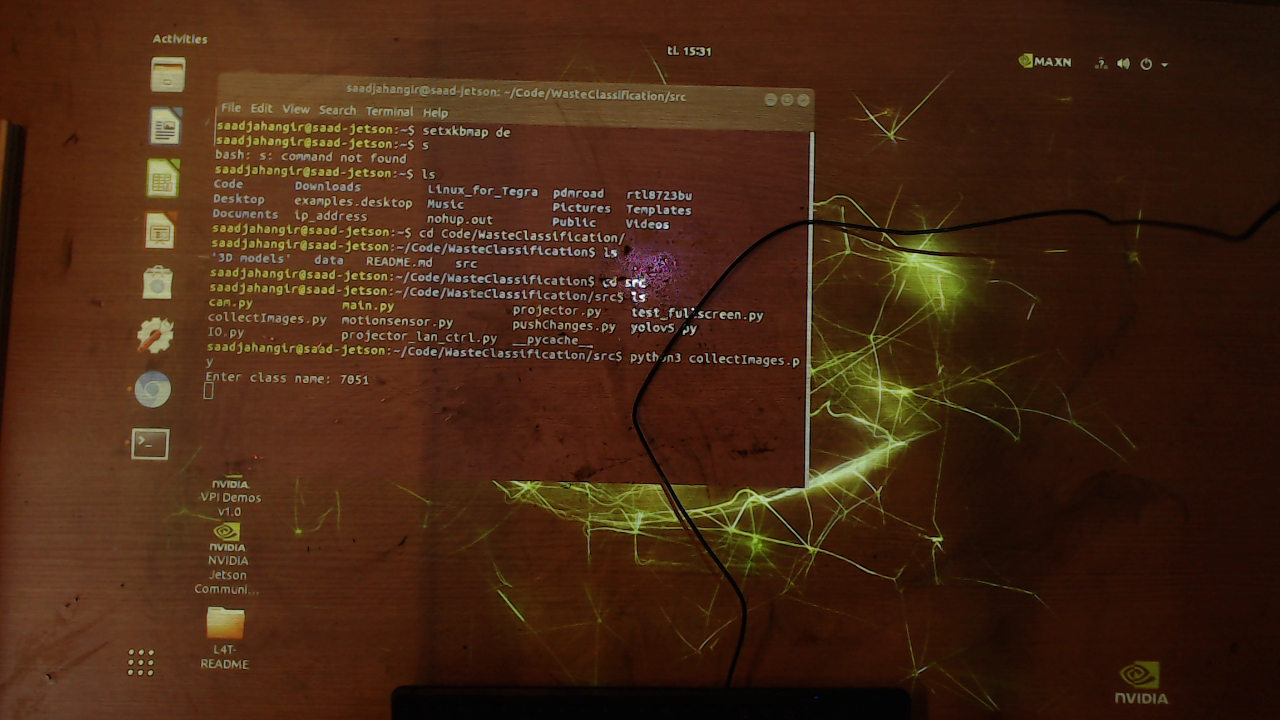 Activities
tL 15:31
MAXN
saadjahangir@saad-jetson: ~/Code/WasteClassification/src
File Edit View Search Terminal Help
saadjahangir@saad-jetson:~$ setxkbmap de
saadjahangir@saad-jetson:~$ s
bash: s: command not found
saadjahangir@saad-jetson:~$ ls
Code Downloads Linux_for_Tegra pdmroad rtl8723bu
Desktop examples.desktop Music Pictures Templates
Documents ip_address nohup.out Public Videos
saadjahangir@saad-jetson:~$ cd Code/WasteClassification/
saadjahangir@saad-jetson:~/Code/WasteClassification$ ls
'3D models' data README.md src
saadjahangir@saad-jetson:~/Code/WasteClassification$ cd src
saadjahangir@saad-jetson:~/Code/WasteClassification/src$ ls
cam.py main.py projector.py test_fullscreen.py
collectImages.py motionsensor.py pushChanges.py yolov5.py
IO.py projector_lan_ctrl.py __pycache__
saadjahangir@saad-jetson:~/Code/WasteClassification/src$ python3 collectImages.p
y
Enter class name: 7051
NVIDIA
VPI Demos
v1.0
NVIDIA
NVIDIA
Jetson
Communi...
L4T-
README
NVIDIA